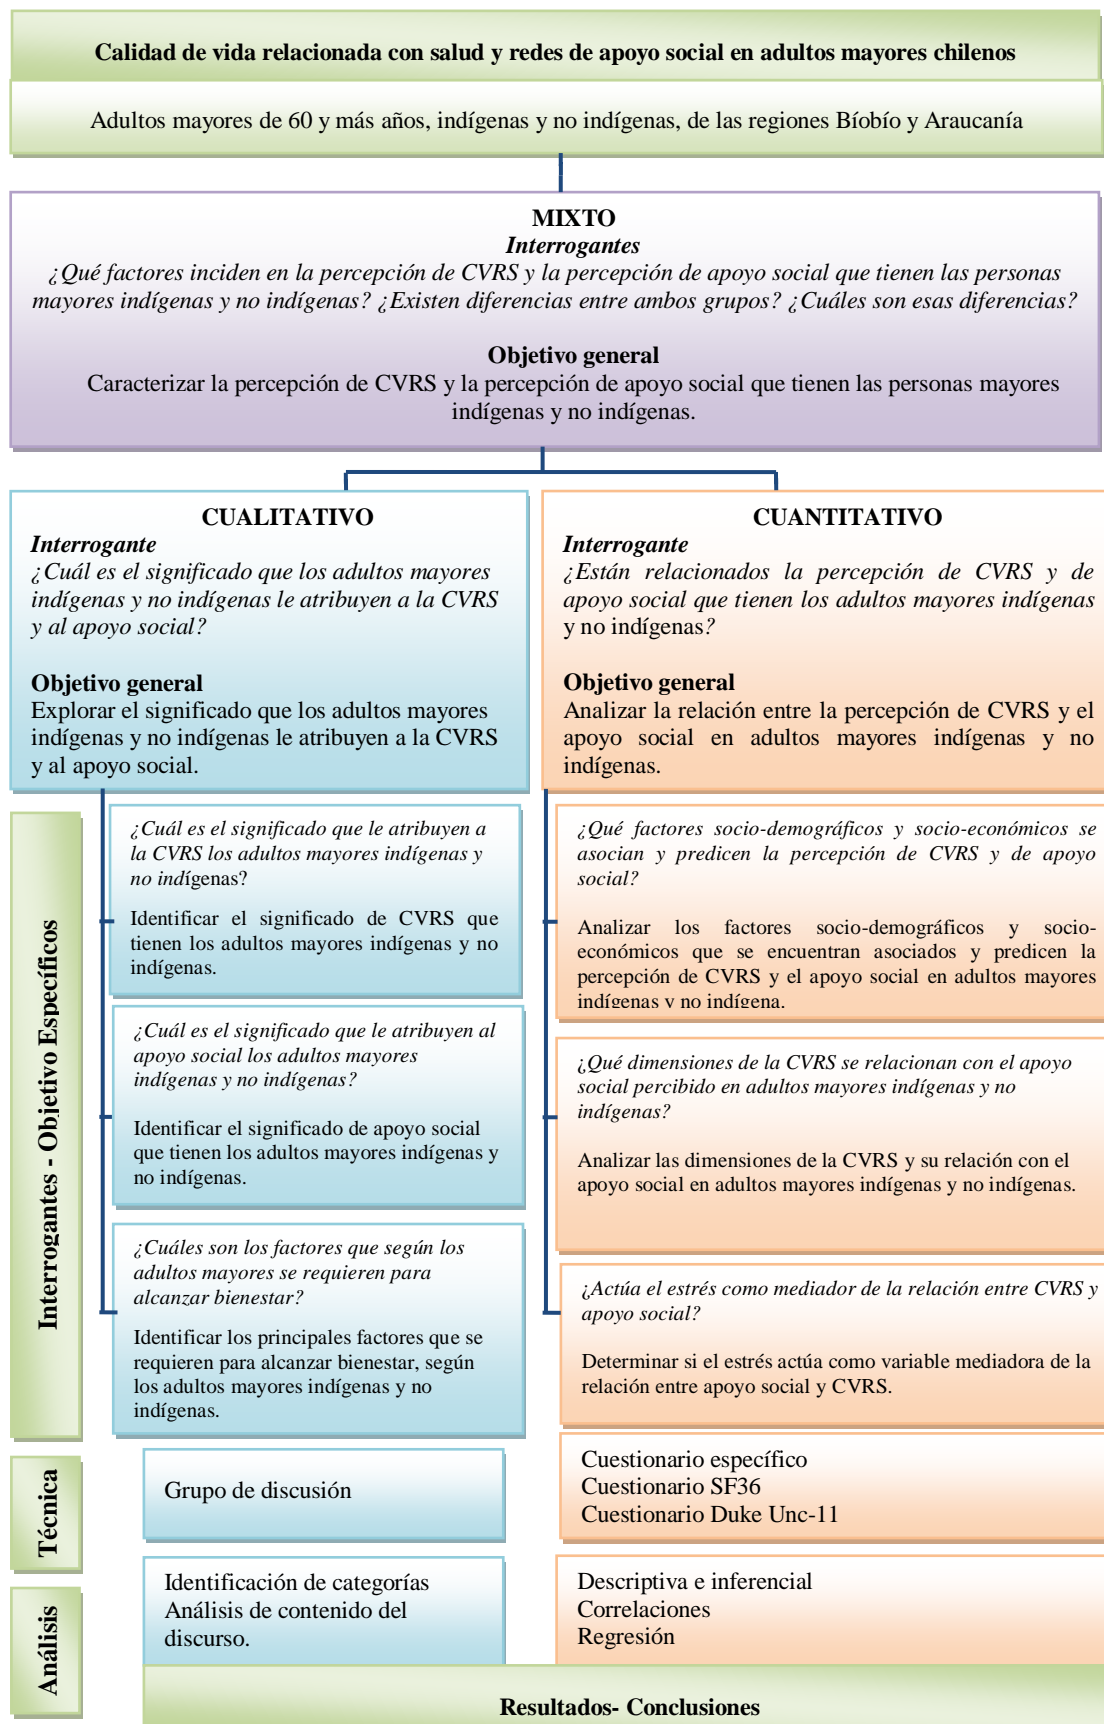 Calidad de vida relacionada con salud y redes de apoyo social en adultos mayores chilenos
Adultos mayores de 60 y más años, indígenas y no indígenas, de las regiones Bíobío y Araucanía
MIXTO
Interrogantes
¿Qué factores inciden en la percepción de CVRS y la percepción de apoyo social que tienen las personas
mayores indígenas y no indígenas? ¿Existen diferencias entre ambos grupos? ¿Cuáles son esas diferencias?
Objetivo general
Caracterizar la percepción de CVRS y la percepción de apoyo social que tienen las personas mayores
indígenas y no indígenas.
CUALITATIVO
Interrogante
¿Cuál es el significado que los adultos mayores
indígenas y no indígenas le atribuyen a la CVRS
y al apoyo social?
Objetivo general
Explorar el significado que los adultos mayores
indígenas y no indígenas le atribuyen a la CVRS
y al apoyo social.
CUANTITATIVO
Interrogante
¿Están relacionados la percepción de CVRS y de
apoyo social que tienen los adultos mayores indígenas
y no indígenas?
Objetivo general
Analizar la relación entre la percepción de CVRS y el
apoyo social en adultos mayores indígenas y no
indígenas.
Interrogantes - Objetivo Específicos
¿Cuál es el significado que le atribuyen a
la CVRS los adultos mayores indígenas y
no indígenas?
Identificar el significado de CVRS que
tienen los adultos mayores indígenas y no
indígenas.
¿Cuál es el significado que le atribuyen al
apoyo social los adultos mayores
indígenas y no indígenas?
Identificar el significado de apoyo social
que tienen los adultos mayores indígenas y
no indígenas.
¿Cuáles son los factores que según los
adultos mayores se requieren para
alcanzar bienestar?
Identificar los principales factores que se
requieren para alcanzar bienestar, según
los adultos mayores indígenas y no
indígenas.
¿Qué factores socio-demográficos y socio-económicos se
asocian y predicen la percepción de CVRS y de apoyo
social?
Analizar los factores socio-demográficos y socio-
económicos que se encuentran asociados y predicen la
percepción de CVRS y el apoyo social en adultos mayores
indígenas y no indígena.
¿Qué dimensiones de la CVRS se relacionan con el apoyo
social percibido en adultos mayores indígenas y no
indígenas?
Analizar las dimensiones de la CVRS y su relación con el
apoyo social en adultos mayores indígenas y no indígenas.
¿Actúa el estrés como mediador de la relación entre CVRS y
apoyo social?
Determinar si el estrés actúa como variable mediadora de la
relación entre apoyo social y CVRS.
Técnica
Grupo de discusión
Cuestionario específico
Cuestionario SF36
Cuestionario Duke Unc-11
Análisis
Identificación de categorías
Análisis de contenido del
discurso.
Descriptiva e inferencial
Correlaciones
Regresión
Resultados- Conclusiones